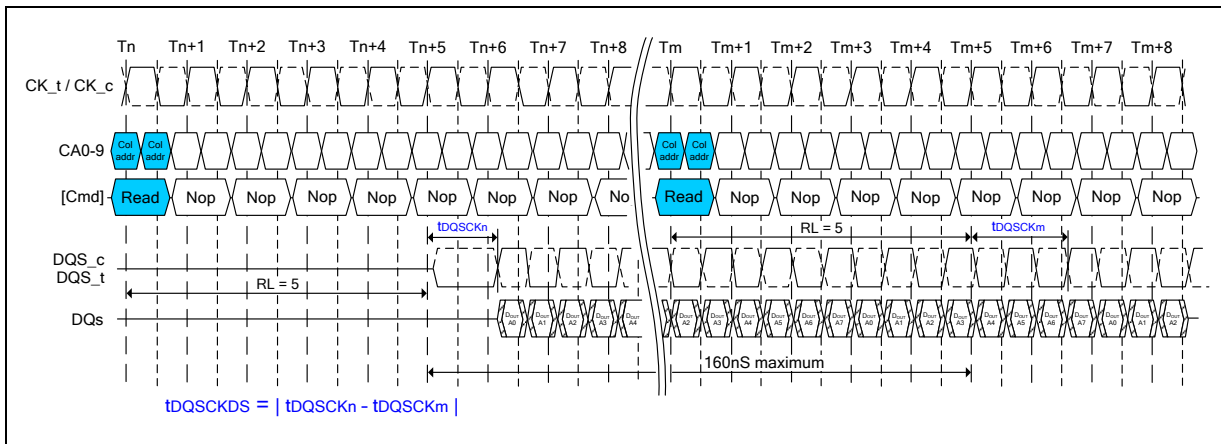 Tn Tn+1 Tn+2 Tn+3 Tn+4 Tn+5 Tn+6 Tn+7 Tn+8 Tm Tm+1 Tm+2 Tm+3 Tm+4 Tm+5 Tm+6 Tm+7 Tm+8
CK_t / CK_c
CA0-9 Col addr Col addr Col addr Col addr
[Cmd] Read Nop Nop Nop Nop Nop Nop Nop No Read Nop Nop Nop Nop Nop Nop Nop Nop
tDQSCKn RL = 5 tDQSCKm
DQS_c
DQS_t
RL = 5
DQs DOUT A0 DOUT A1 DOUT A2 DOUT A3 DOUT A4 DOUT A2 DOUT A3 DOUT A4 DOUT A5 DOUT A6 DOUT A7 DOUT A0 DOUT A1 DOUT A2 DOUT A3 DOUT A4 DOUT A5 DOUT A6 DOUT A7 DOUT A0 DOUT A1 DOUT A2
160nS maximum
tDQSCKDS = | tDQSCKn - tDQSCKm |